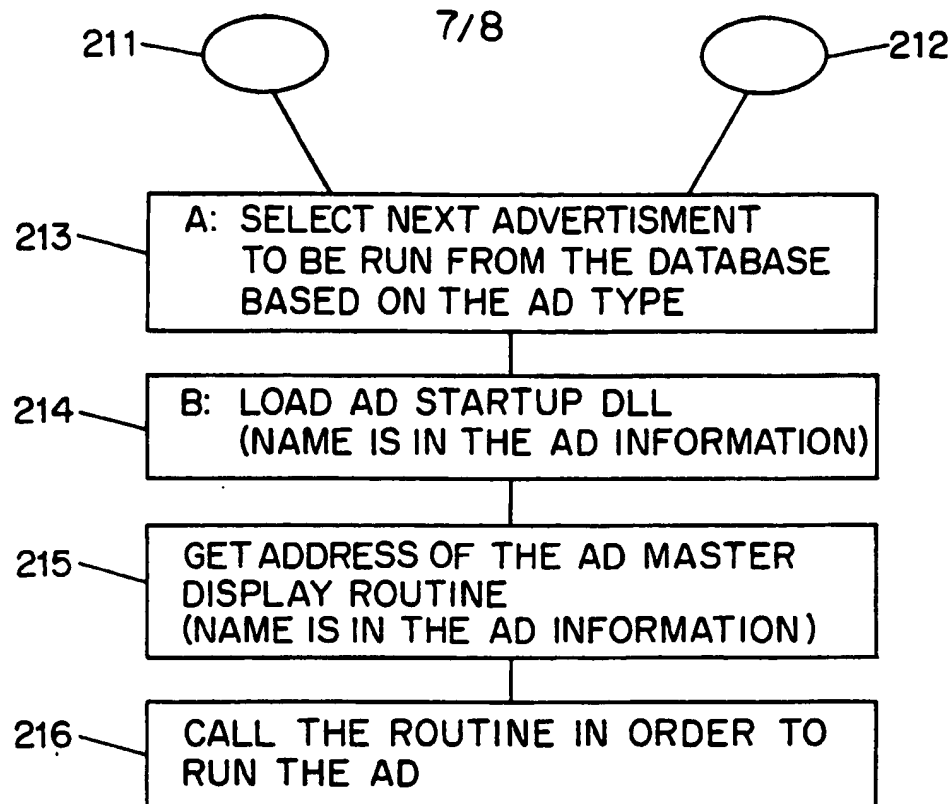 7/8
211
212
213
A: SELECT NEXT ADVERTISMENT
TO BE RUN FROM THE DATABASE
BASED ON THE AD TYPE
214
B: LOAD AD STARTUP DLL
(NAME IS IN THE AD INFORMATION)
215
GET ADDRESS OF THE AD MASTER
DISPLAY ROUTINE
(NAME IS IN THE AD INFORMATION)
216
CALL THE ROUTINE IN ORDER TO
RUN THE AD